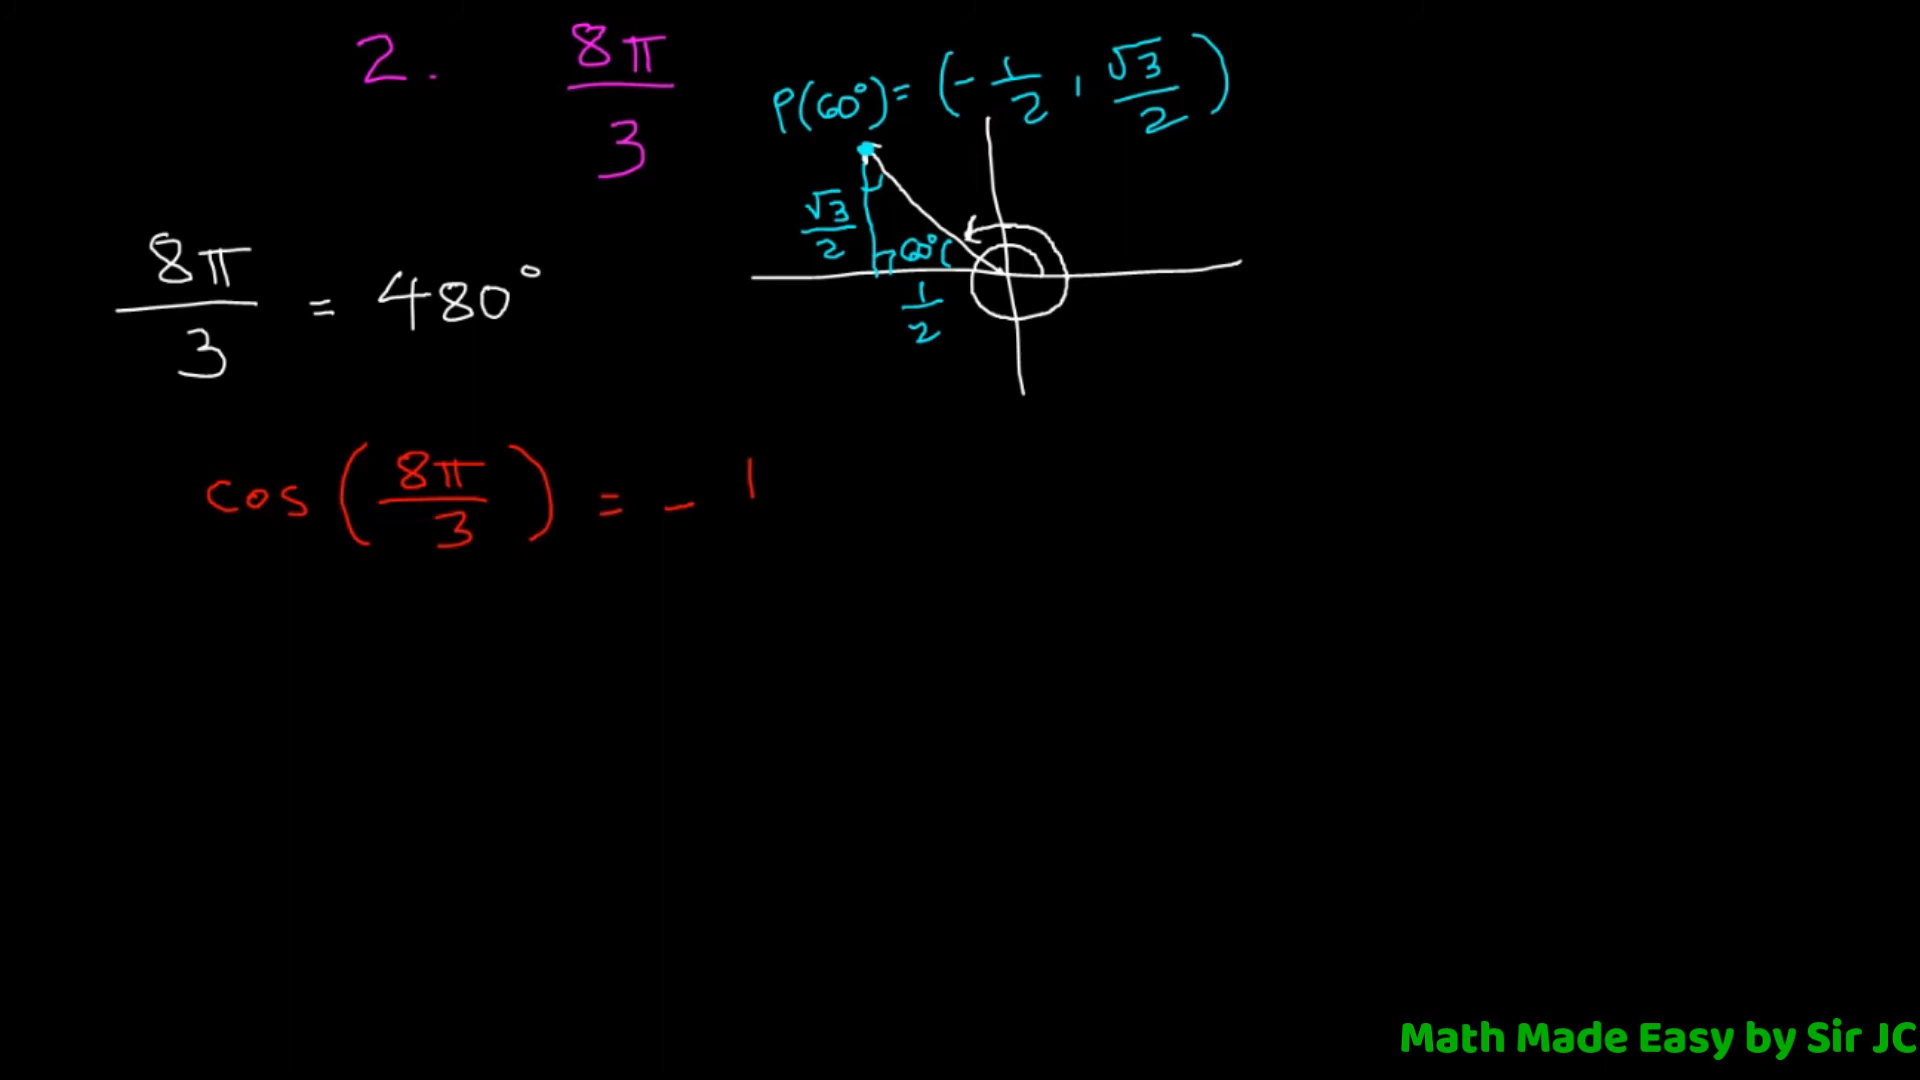 2. 8π/3
P(60°) = (-1/2, √3/2)
√3/2
60°
1/2
8π/3 = 480°
cos(8π/3) = - 1
Math Made Easy by Sir JC